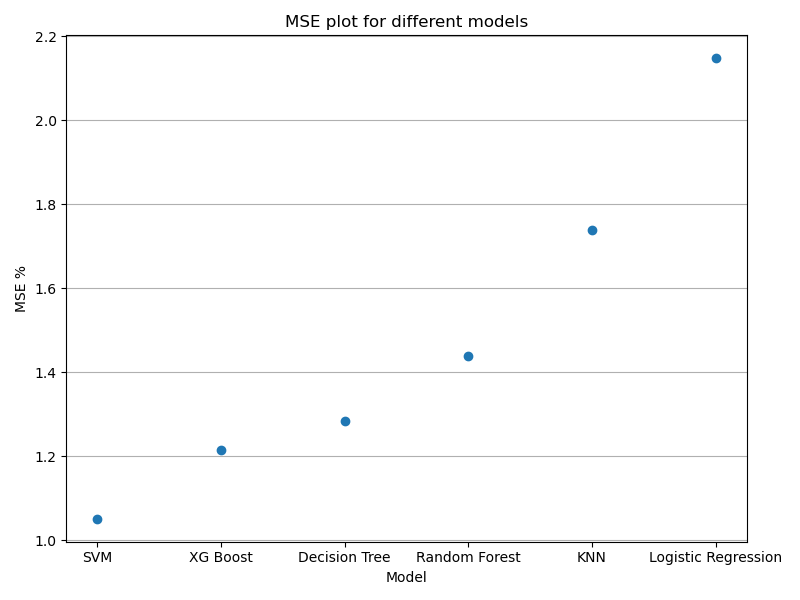 MSE plot for different models
2.2
2.0
1.8
1.6
1.4
1.2
1.0
MSE %
SVM XG Boost Decision Tree Random Forest KNN Logistic Regression
Model